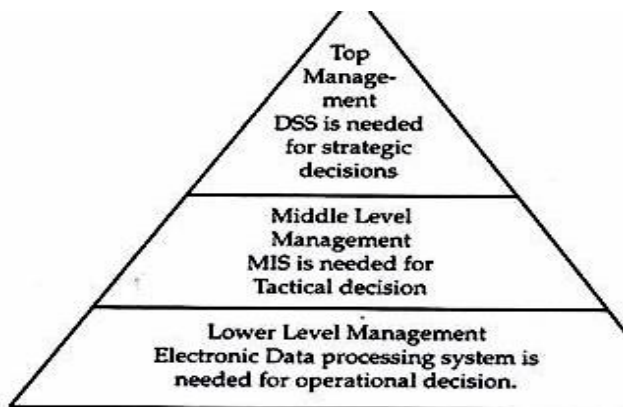 Top
Manage-
ment
DSS is needed
for strategic
decisions
Middle Level
Management
MIS is needed for
Tactical decision
Lower Level Management
Electronic Data processing system is
needed for operational decision.